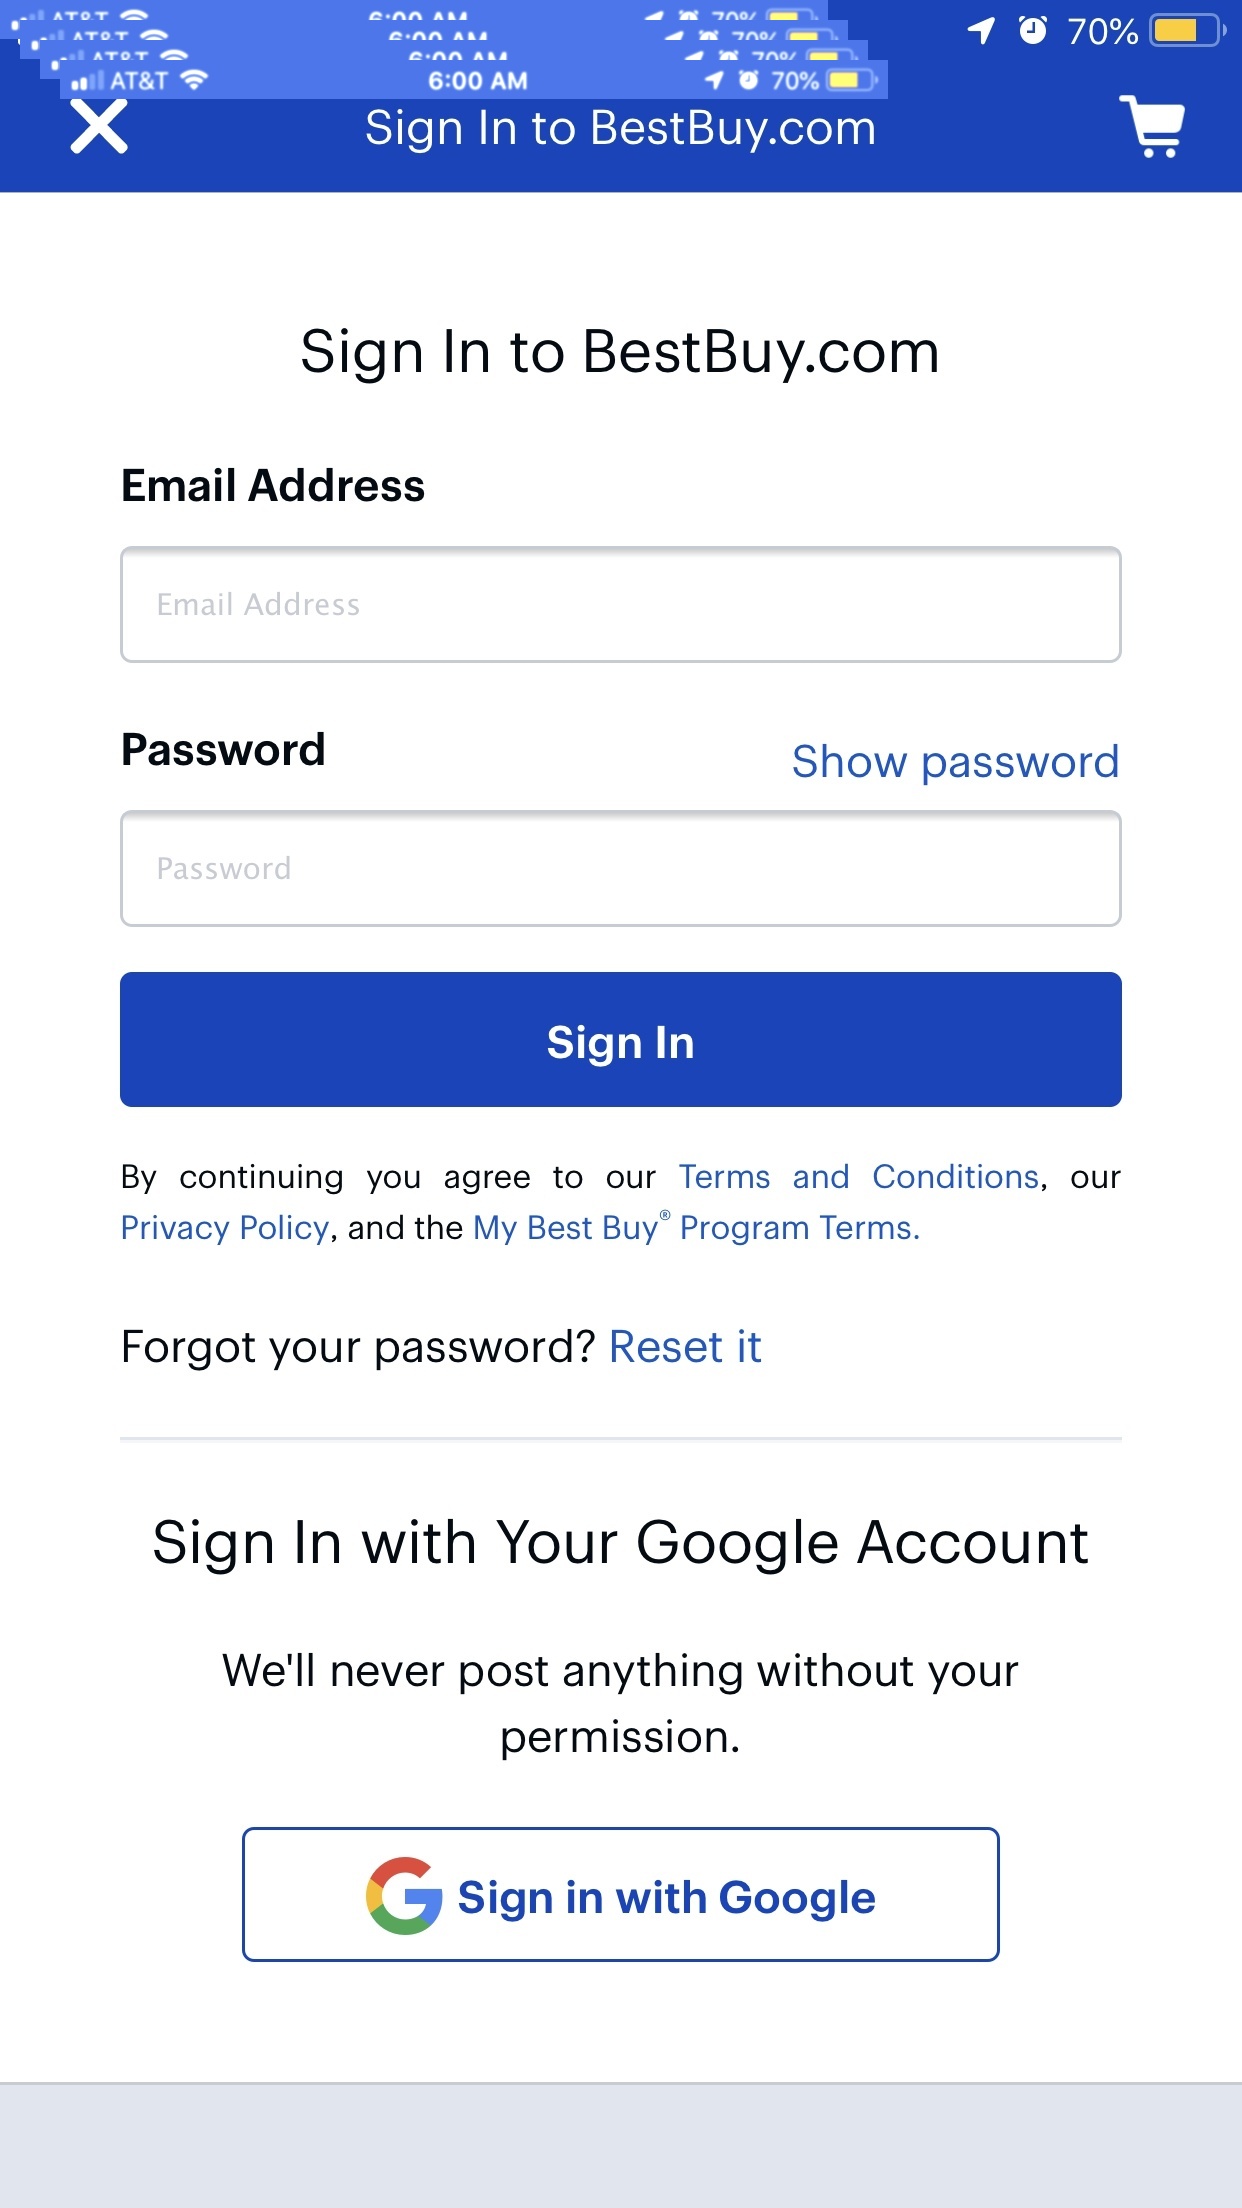 70%
AT&T 6:00 AM 70%
Sign In to BestBuy.com
Sign In to BestBuy.com
Email Address
Email Address
Password
Show password
Password
Sign In
By continuing you agree to our Terms and Conditions, our
Privacy Policy, and the My Best Buy® Program Terms.
Forgot your password? Reset it
Sign In with Your Google Account
We'll never post anything without your
permission.
Sign in with Google